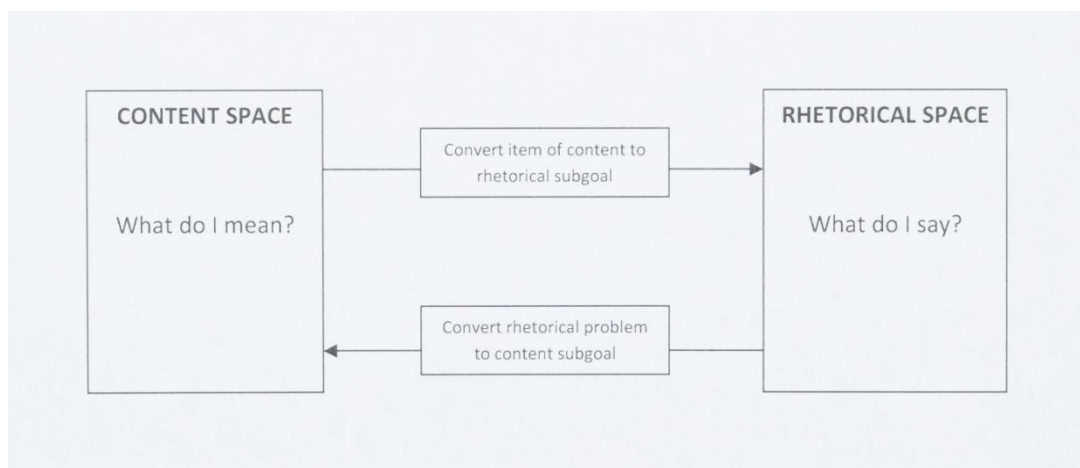 CONTENT SPACE
What do I mean?
Convert item of content to
rhetorical subgoal
RHETORICAL SPACE
What do I say?
Convert rhetorical problem
to content subgoal